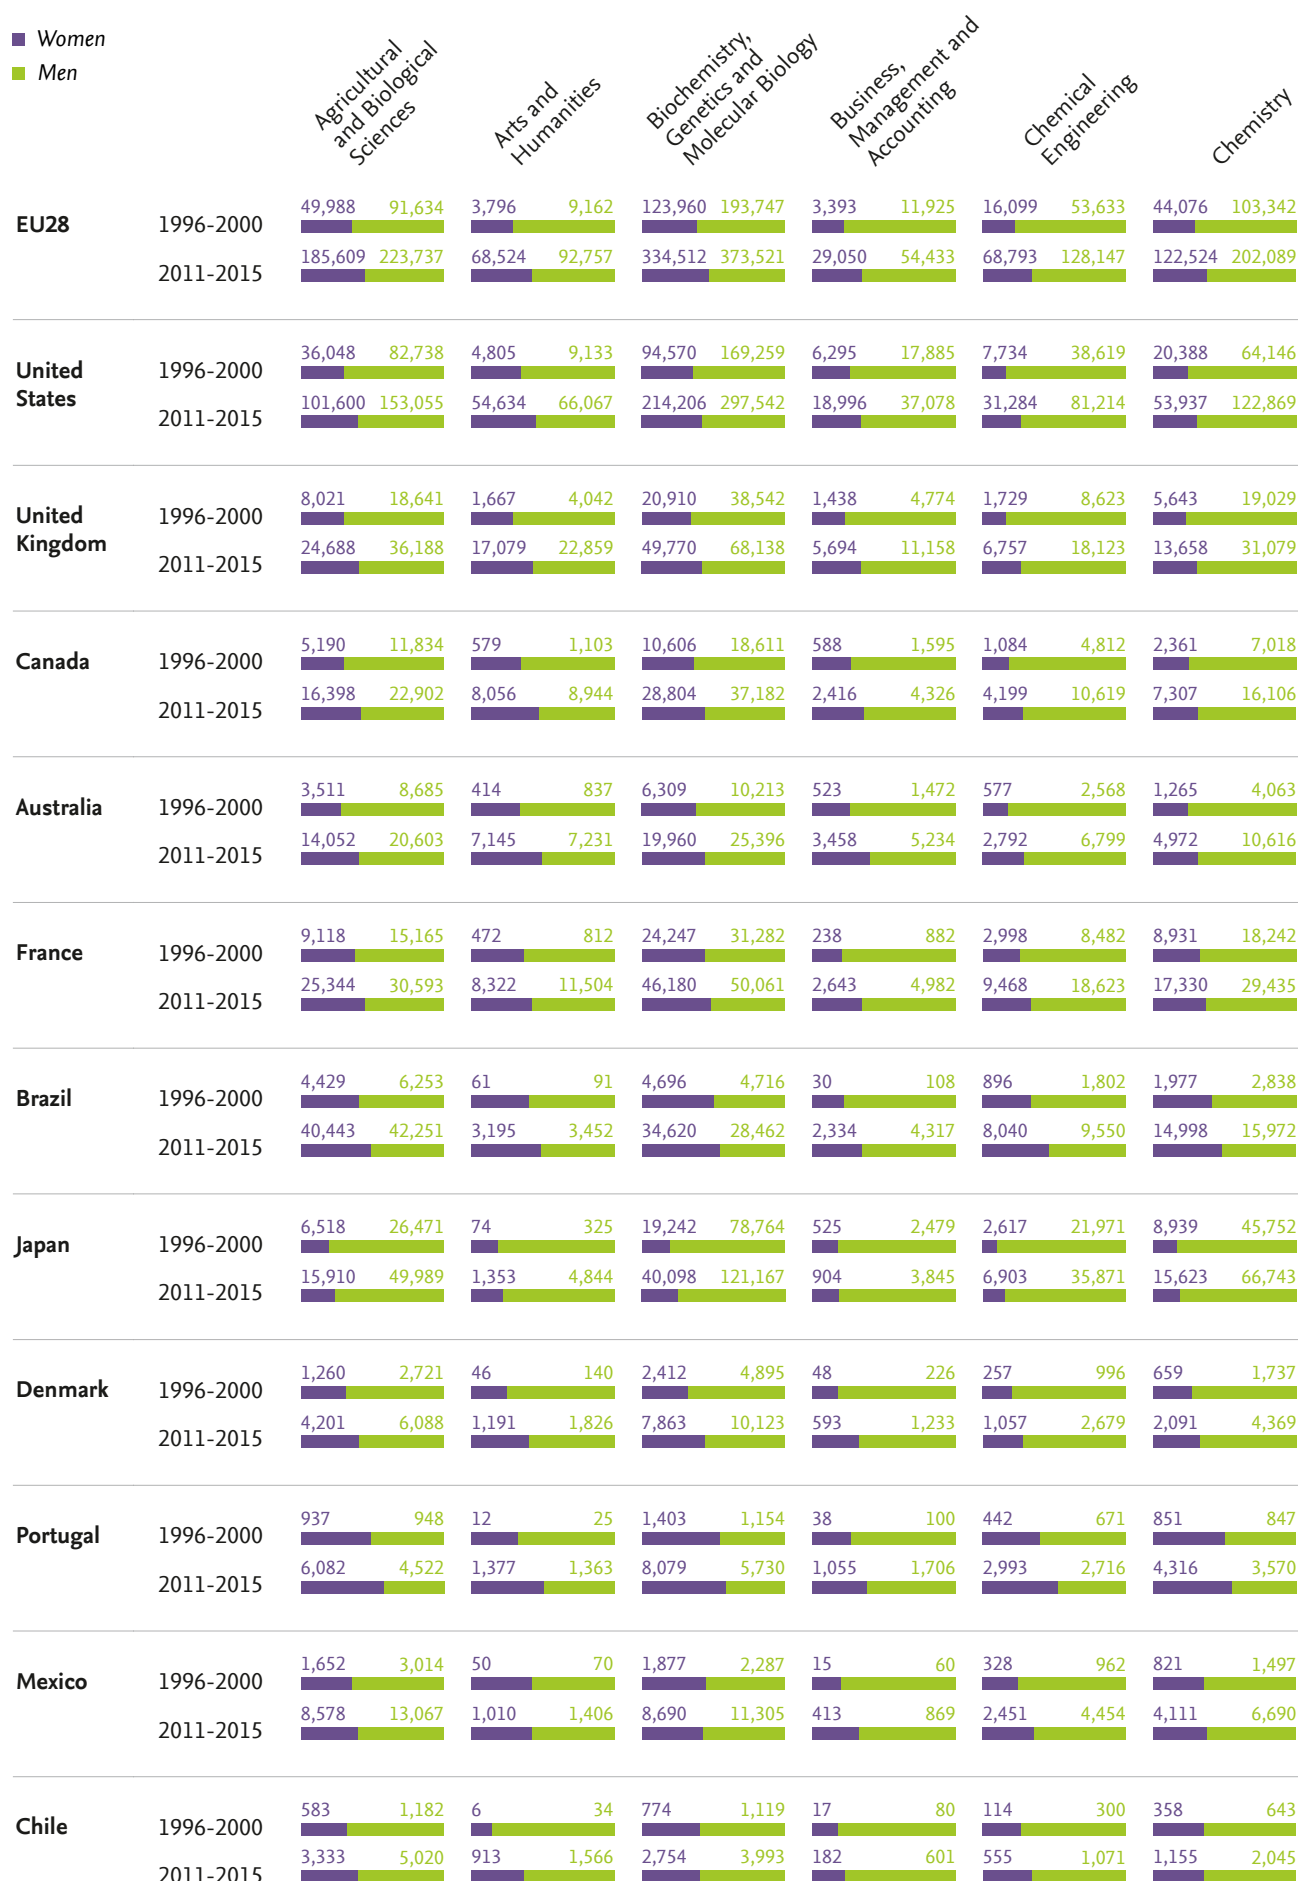 Women
Men
Agricultural
and Biological
Sciences
Arts and
Humanities
Biochemistry,
Genetics and
Molecular Biology
Business,
Management and
Accounting
Chemical
Engineering
Chemistry
EU28
1996-2000
49,988 91,634 3,796 9,162 123,960 193,747 3,393 11,925 16,099 53,633 44,076 103,342
2011-2015
185,609 223,737 68,524 92,757 334,512 373,521 29,050 54,433 68,793 128,147 122,524 202,089
United
States
1996-2000
36,048 82,738 4,805 9,133 94,570 169,259 6,295 17,885 7,734 38,619 20,388 64,146
2011-2015
101,600 153,055 54,634 66,067 214,206 297,542 18,996 37,078 31,284 81,214 53,937 122,869
United
Kingdom
1996-2000
8,021 18,641 1,667 4,042 20,910 38,542 1,438 4,774 1,729 8,623 5,643 19,029
2011-2015
24,688 36,188 17,079 22,859 49,770 68,138 5,694 11,158 6,757 18,123 13,658 31,079
Canada
1996-2000
5,190 11,834 579 1,103 10,606 18,611 588 1,595 1,084 4,812 2,361 7,018
2011-2015
16,398 22,902 8,056 8,944 28,804 37,182 2,416 4,326 4,199 10,619 7,307 16,106
Australia
1996-2000
3,511 8,685 414 837 6,309 10,213 523 1,472 577 2,568 1,265 4,063
2011-2015
14,052 20,603 7,145 7,231 19,960 25,396 3,458 5,234 2,792 6,799 4,972 10,616
France
1996-2000
9,118 15,165 472 812 24,247 31,282 238 882 2,998 8,482 8,931 18,242
2011-2015
25,344 30,593 8,322 11,504 46,180 50,061 2,643 4,982 9,468 18,623 17,330 29,435
Brazil
1996-2000
4,429 6,253 61 91 4,696 4,716 30 108 896 1,802 1,977 2,838
2011-2015
40,443 42,251 3,195 3,452 34,620 28,462 2,334 4,317 8,040 9,550 14,998 15,972
Japan
1996-2000
6,518 26,471 74 325 19,242 78,764 525 2,479 2,617 21,971 8,939 45,752
2011-2015
15,910 49,989 1,353 4,844 40,098 121,167 904 3,845 6,903 35,871 15,623 66,743
Denmark
1996-2000
1,260 2,721 46 140 2,412 4,895 48 226 257 996 659 1,737
2011-2015
4,201 6,088 1,191 1,826 7,863 10,123 593 1,233 1,057 2,679 2,091 4,369
Portugal
1996-2000
937 948 12 25 1,403 1,154 38 100 442 671 851 847
2011-2015
6,082 4,522 1,377 1,363 8,079 5,730 1,055 1,706 2,993 2,716 4,316 3,570
Mexico
1996-2000
1,652 3,014 50 70 1,877 2,287 15 60 328 962 821 1,497
2011-2015
8,578 13,067 1,010 1,406 8,690 11,305 413 869 2,451 4,454 4,111 6,690
Chile
1996-2000
583 1,182 6 34 774 1,119 17 80 114 300 358 643
2011-2015
3,333 5,020 913 1,566 2,754 3,993 182 601 555 1,071 1,155 2,045